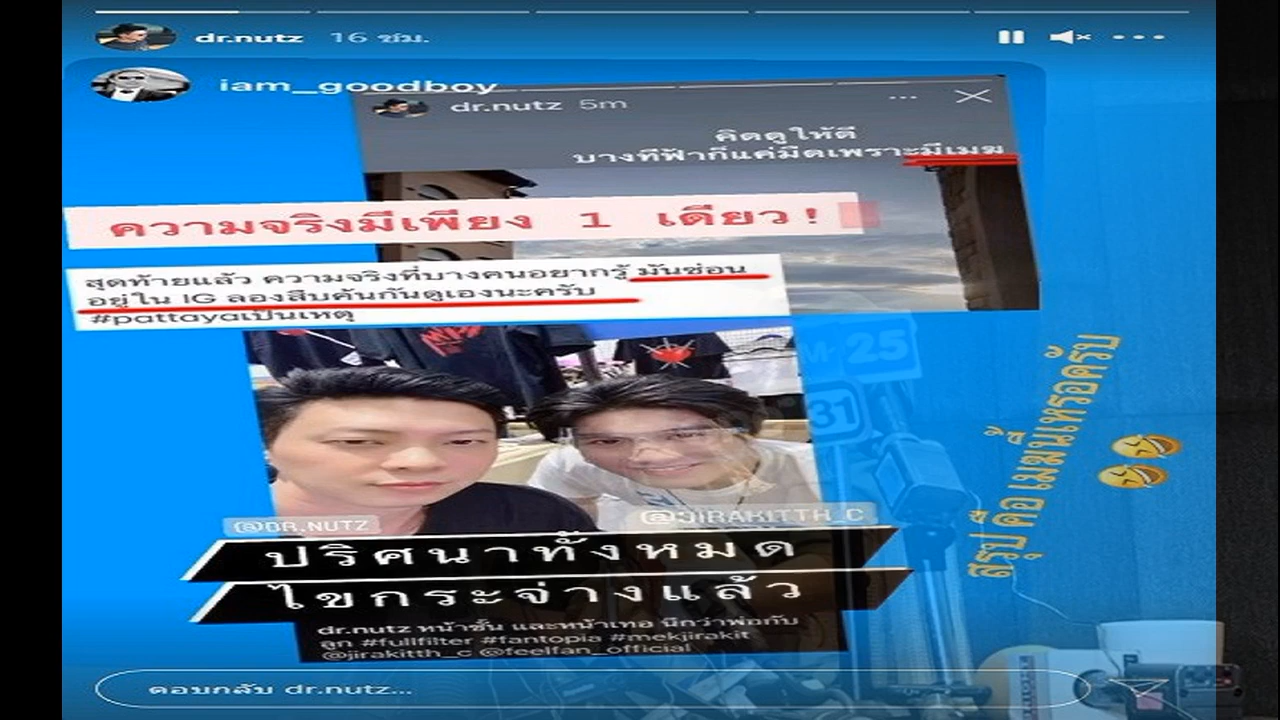 dr.nutz 16 ชม.
iam_goodboy
dr.nutz 5m
คิดดูให้ดี
บางทีฟ้าก็แค่มืดเพราะมีเมฆ
ความจริงมีเพียง 1 เดียว!
สุดท้ายแล้ว ความจริงที่บางคนอยากรู้ มันซ่อน
อยู่ใน IG ลองสืบค้นกันดูเองนะครับ
#pattayaเป็นเหตุ
25
31
สรุป คือ เมฆนี่เหรอครับ
@DR.NUTZ
@JIRAKITTH_C
ปริศนาทั้งหมด
ไขกระจ่างแล้ว
dr.nutz หน้าชั้น และหน้าเทอ นึกว่าพ่อกับ
ลูก #fullfilter #fantopia #mekjirakit
@jirakitth_c @feelfan_official
ตอบกลับ dr.nutz...